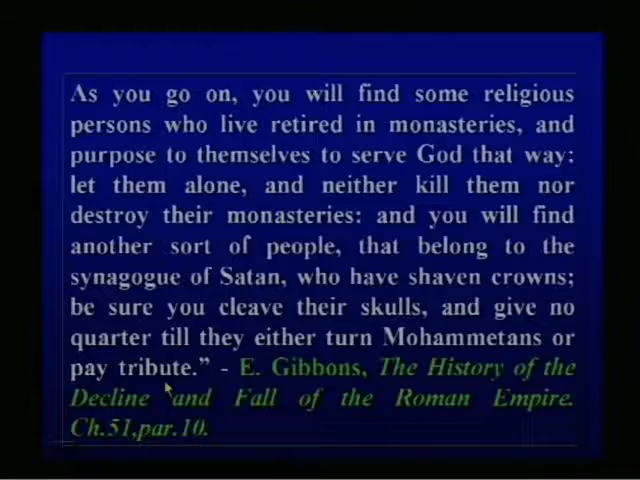 As you go on, you will find some religious
persons who live retired in monasteries, and
purpose to themselves to serve God that way:
let them alone, and neither kill them nor
destroy their monasteries: and you will find
another sort of people, that belong to the
synagogue of Satan, who have shaven crowns;
be sure you cleave their skulls, and give no
quarter till they either turn Mohammetans or
pay tribute.” - E. Gibbons, The History of the
Decline and Fall of the Roman Empire.
Ch.51,par.10.